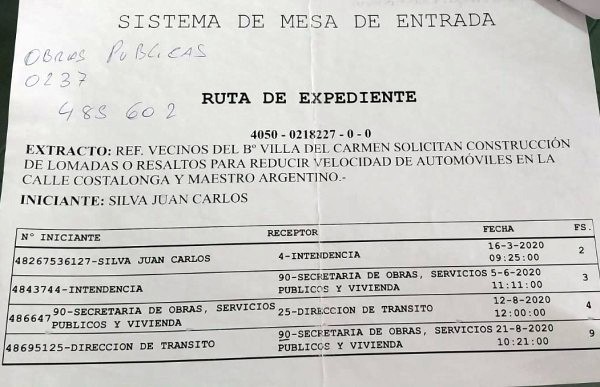 SISTEMA DE MESA DE ENTRADA
OBRAS PUBLICAS
0237
485 602
RUTA DE EXPEDIENTE
4050 - 0218227 - 0 - 0
EXTRACTO: REF. VECINOS DEL Bº VILLA DEL CARMEN SOLICITAN CONSTRUCCIÓN
DE LOMADAS O RESALTOS PARA REDUCIR VELOCIDAD DE AUTOMÓVILES EN LA
CALLE COSTALONGA Y MAESTRO ARGENTINO.-
INICIANTE: SILVA JUAN CARLOS
Nº INICIANTE RECEPTOR FECHA FS.
48267536127-SILVA JUAN CARLOS 4-INTENDENCIA 16-3-2020 09:25:00 2
4843744-INTENDENCIA 90-SECRETARIA DE OBRAS, SERVICIOS PUBLICOS Y VIVIENDA 5-6-2020 11:11:00 3
486647 90-SECRETARIA DE OBRAS, SERVICIOS PUBLICOS Y VIVIENDA 25-DIRECCION DE TRANSITO 12-8-2020 12:00:00 4
48695125-DIRECCION DE TRANSITO 90-SECRETARIA DE OBRAS, SERVICIOS PUBLICOS Y VIVIENDA 21-8-2020 10:21:00 9